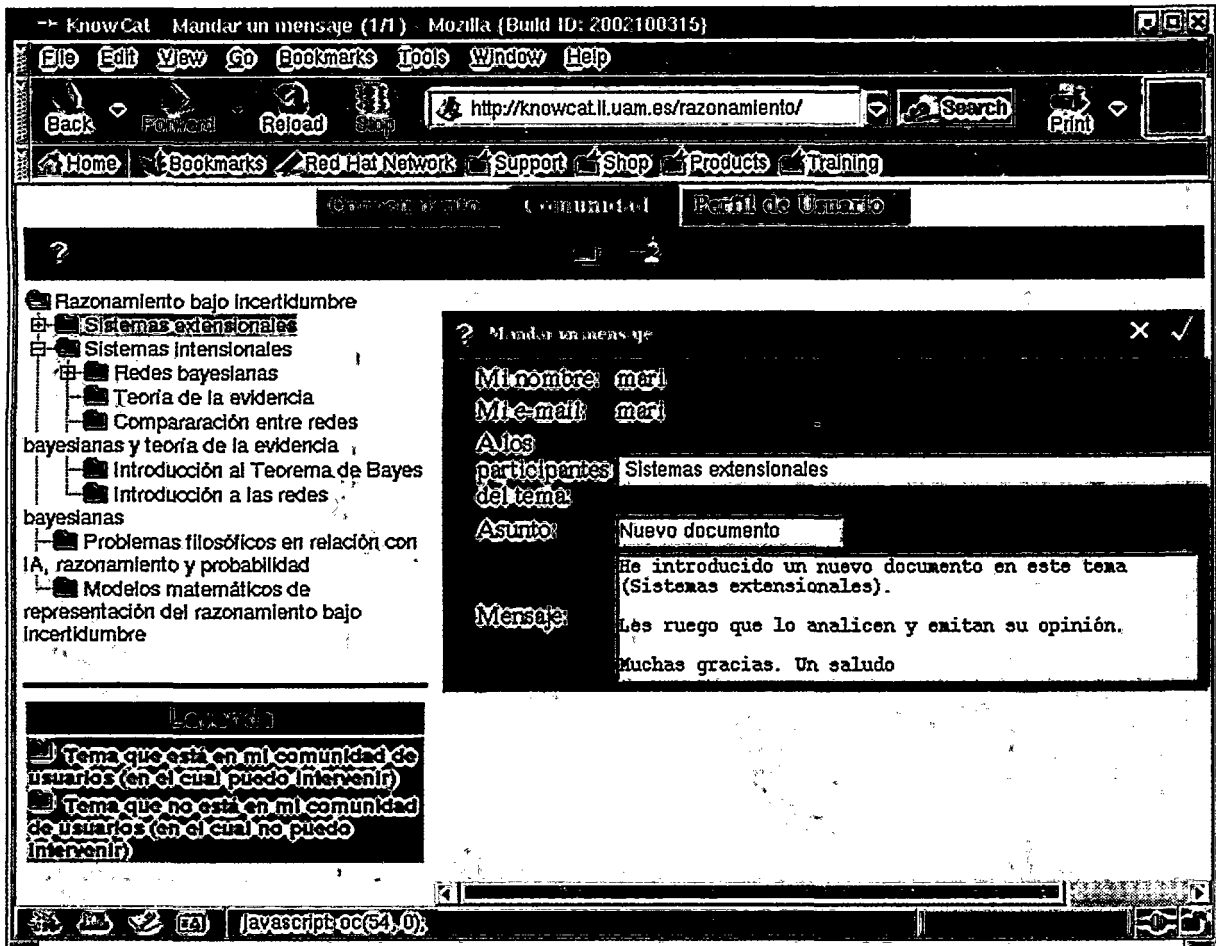 KnowCat Mandar un mensaje (1/1) - Mozilla {Build ID: 2002100315}
File Edit View Go Bookmarks Tools Window Help
Back Forward Reload Stop http://knowcat.ii.uam.es/razonamiento/ Search Print
Home Bookmarks Red Hat Network Support Shop Products Training
Conocimiento Comunidad Perfil de Usuario
?
Razonamiento bajo incertidumbre
Sistemas extensionales
Sistemas intensionales
Redes bayesianas
Teoría de la evidencia
Compararación entre redes
bayesianas y teoría de la evidencia
Introducción al Teorema de Bayes
Introducción a las redes
bayesianas
Problemas filosóficos en relación con
IA, razonamiento y probabilidad
Modelos matemáticos de
representación del razonamiento bajo
incertidumbre
Leyenda
Tema que está en mi comunidad de
usuarios (en el cual puedo intervenir)
Tema que no está en mi comunidad
de usuarios (en el cual no puedo
intervenir)
? Mandar un mensaje
Mi nombre: mari
Mi e-mail: mari
A los
participantes Sistemas extensionales
del tema:
Asunto: Nuevo documento
He introducido un nuevo documento en este tema
(Sistemas extensionales).
Mensaje:
Les ruego que lo analicen y emitan su opinión.
Muchas gracias. Un saludo
javascript:oc(54,0);